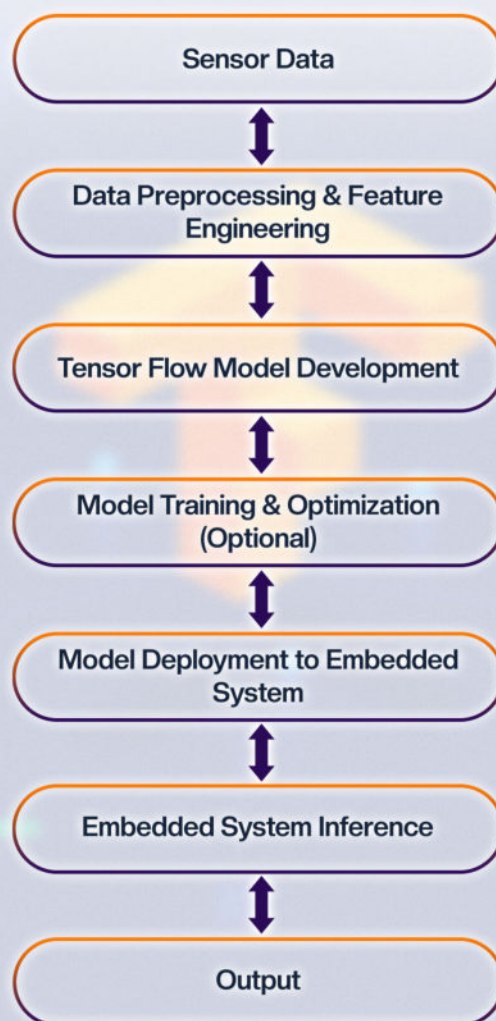 Sensor Data
Data Preprocessing & Feature
Engineering
Tensor Flow Model Development
Model Training & Optimization
(Optional)
Model Deployment to Embedded
System
Embedded System Inference
Output